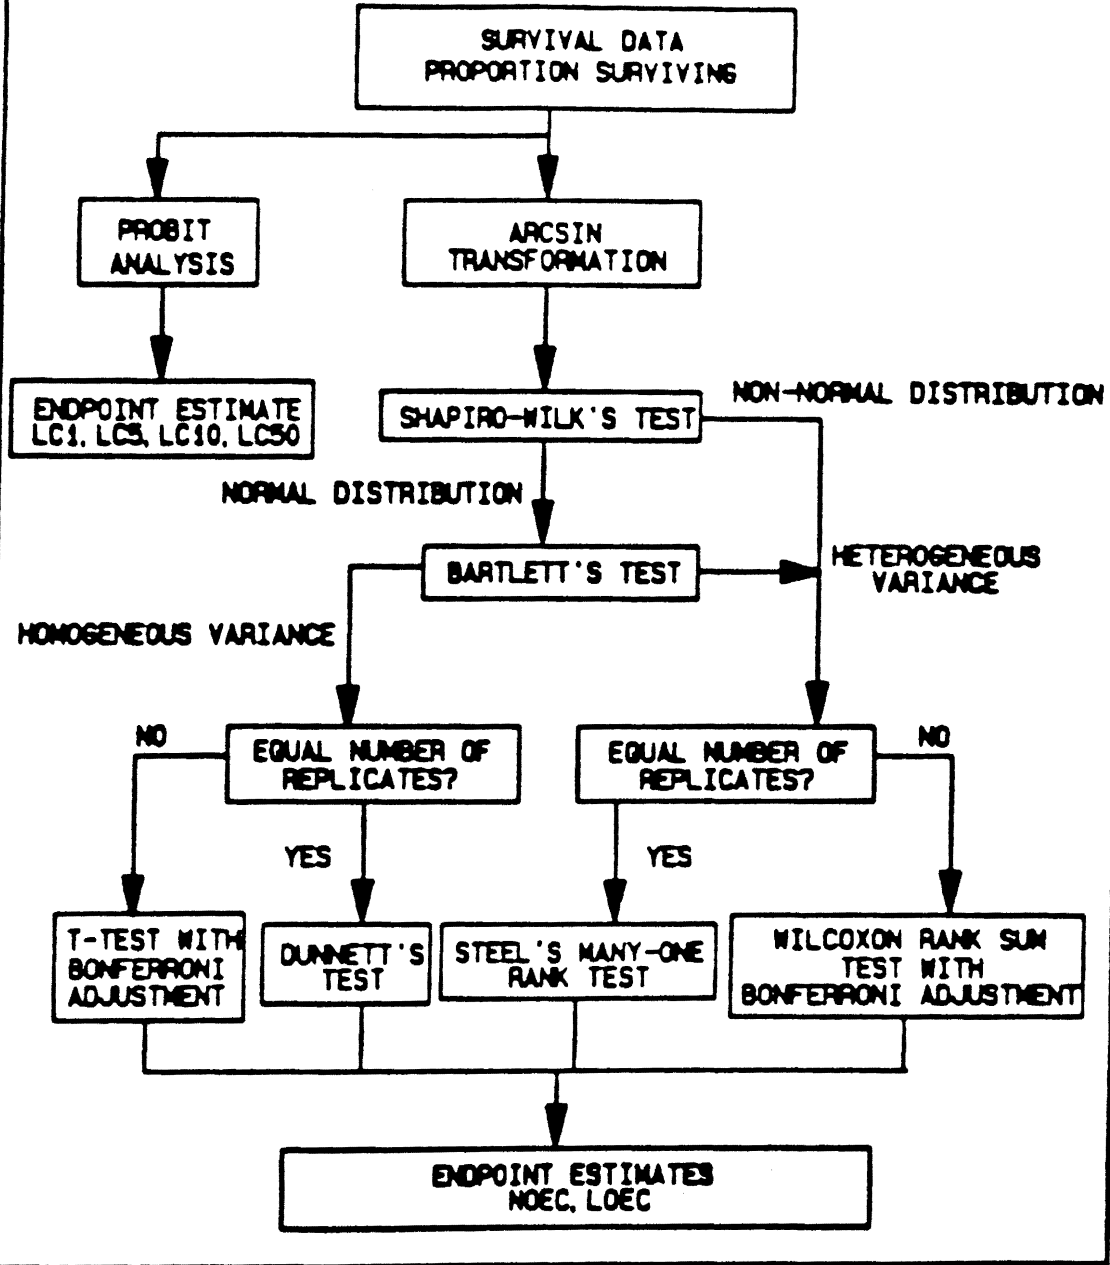 SURVIVAL DATA
PROPORTION SURVIVING
PROBIT
ANALYSIS
ARCSIN
TRANSFORMATION
ENDPOINT ESTIMATE
LC1, LC5, LC10, LC50
SHAPIRO-WILK'S TEST
NON-NORMAL DISTRIBUTION
NORMAL DISTRIBUTION
BARTLETT'S TEST
HETEROGENEOUS
VARIANCE
HOMOGENEOUS VARIANCE
NO
EQUAL NUMBER OF
REPLICATES?
EQUAL NUMBER OF
REPLICATES?
NO
YES
YES
T-TEST WITH
BONFERRONI
ADJUSTMENT
DUNNETT'S
TEST
STEEL'S MANY-ONE
RANK TEST
WILCOXON RANK SUM
TEST WITH
BONFERRONI ADJUSTMENT
ENDPOINT ESTIMATES
NOEC, LOEC